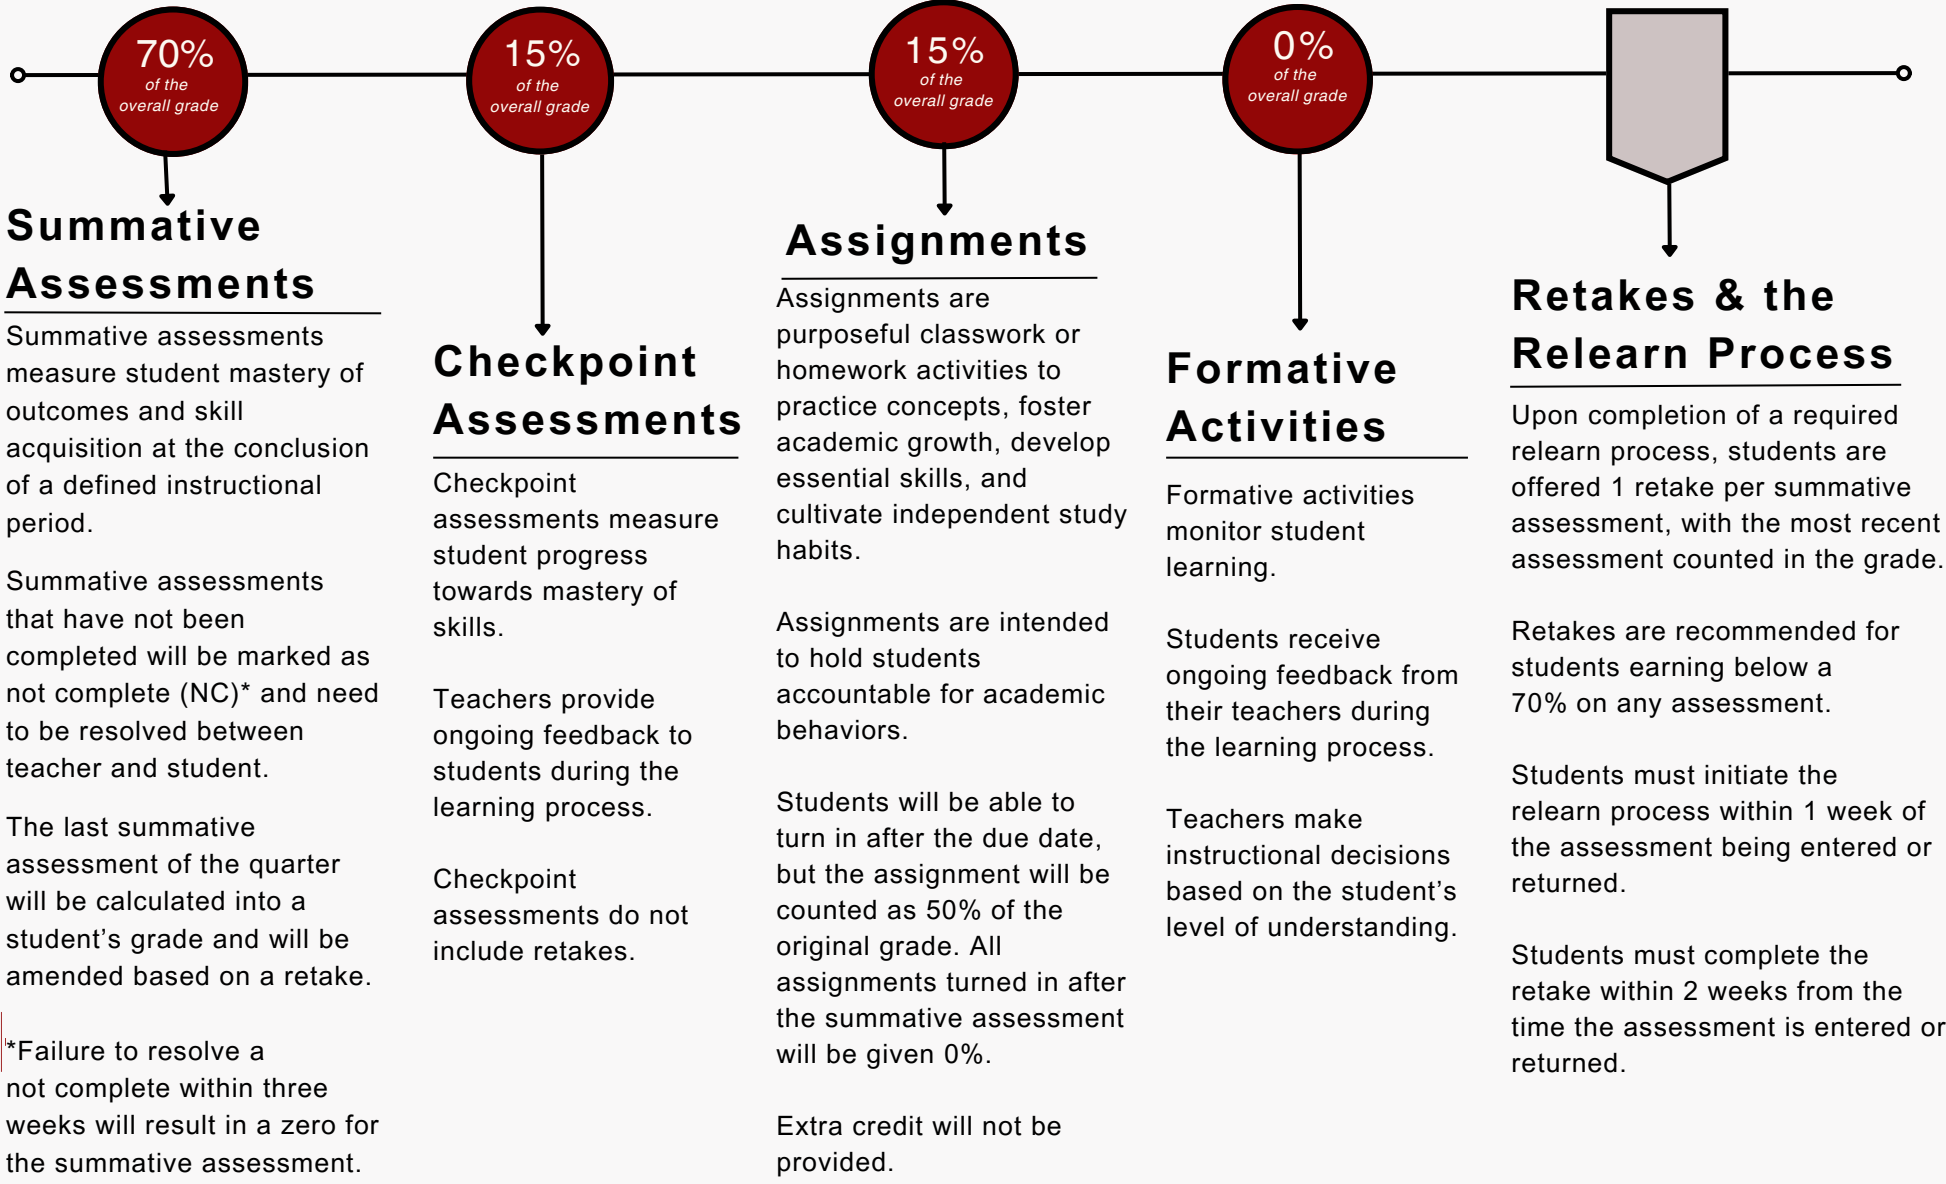 70%
of the
overall grade
Summative
Assessments
Summative assessments
measure student mastery of
outcomes and skill
acquisition at the conclusion
of a defined instructional
period.
Summative assessments
that have not been
completed will be marked as
not complete (NC)* and need
to be resolved between
teacher and student.
The last summative
assessment of the quarter
will be calculated into a
student’s grade and will be
amended based on a retake.
*Failure to resolve a
not complete within three
weeks will result in a zero for
the summative assessment.
15%
of the
overall grade
Checkpoint
Assessments
Checkpoint
assessments measure
student progress
towards mastery of
skills.
Teachers provide
ongoing feedback to
students during the
learning process.
Checkpoint
assessments do not
include retakes.
15%
of the
overall grade
Assignments
Assignments are
purposeful classwork or
homework activities to
practice concepts, foster
academic growth, develop
essential skills, and
cultivate independent study
habits.
Assignments are intended
to hold students
accountable for academic
behaviors.
Students will be able to
turn in after the due date,
but the assignment will be
counted as 50% of the
original grade. All
assignments turned in after
the summative assessment
will be given 0%.
Extra credit will not be
provided.
0%
of the
overall grade
Formative
Activities
Formative activities
monitor student
learning.
Students receive
ongoing feedback from
their teachers during
the learning process.
Teachers make
instructional decisions
based on the student’s
level of understanding.
Retakes & the
Relearn Process
Upon completion of a required
relearn process, students are
offered 1 retake per summative
assessment, with the most recent
assessment counted in the grade.
Retakes are recommended for
students earning below a
70% on any assessment.
Students must initiate the
relearn process within 1 week of
the assessment being entered or
returned.
Students must complete the
retake within 2 weeks from the
time the assessment is entered or
returned.